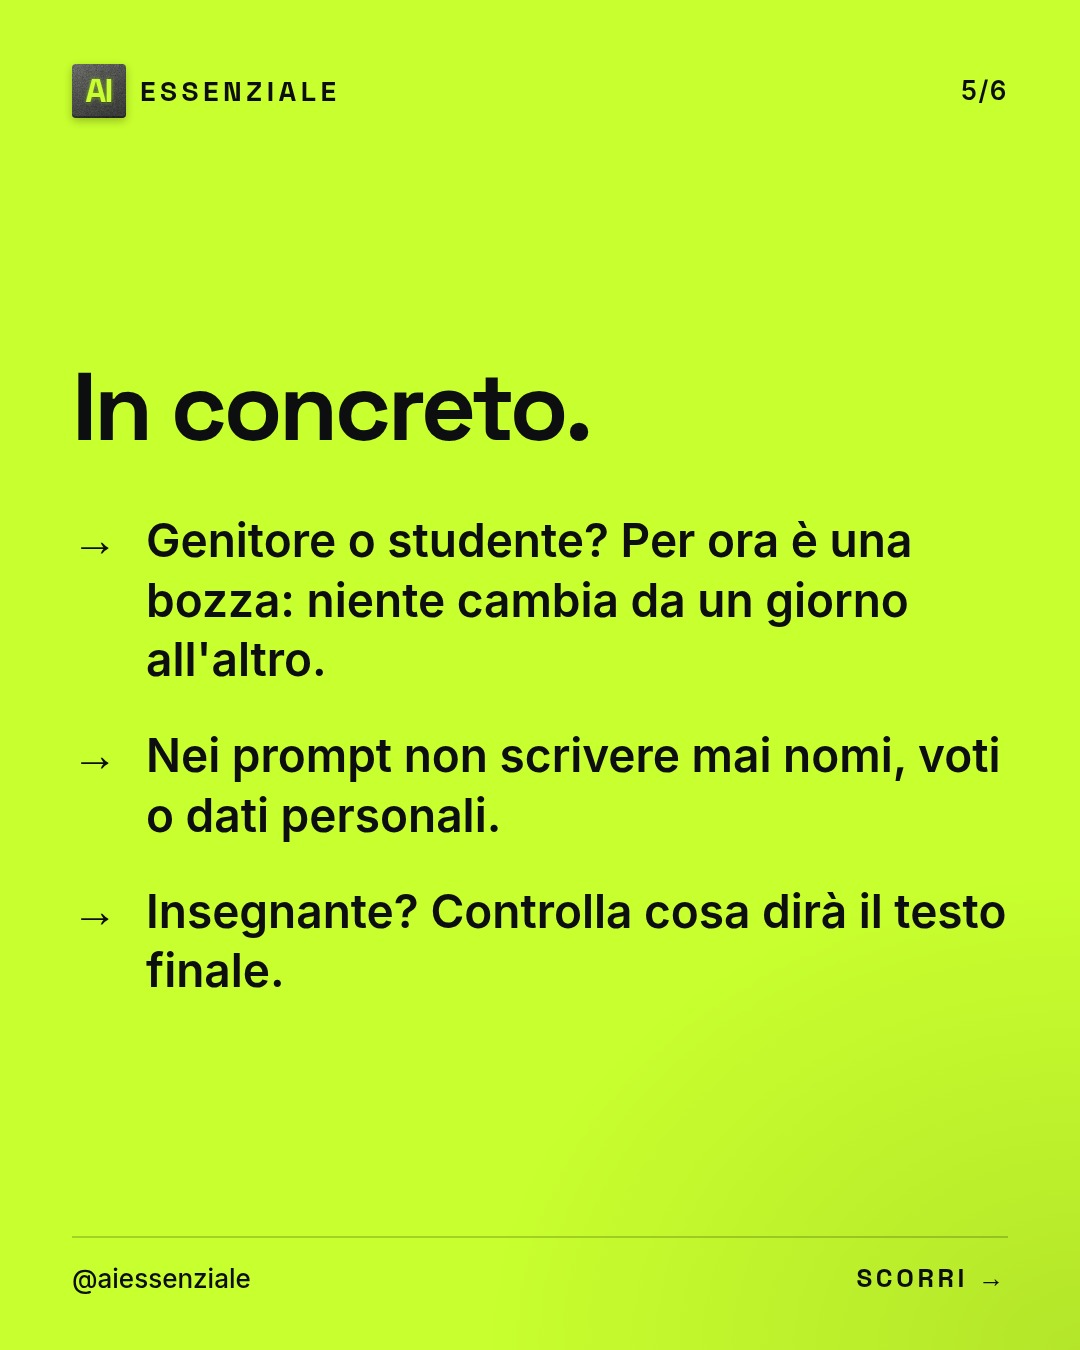 AI ESSENZIALE
5/6
In concreto.
→ Genitore o studente? Per ora è una
bozza: niente cambia da un giorno
all'altro.
→ Nei prompt non scrivere mai nomi, voti
o dati personali.
→ Insegnante? Controlla cosa dirà il testo
finale.
@aiessenziale
SCORRI →